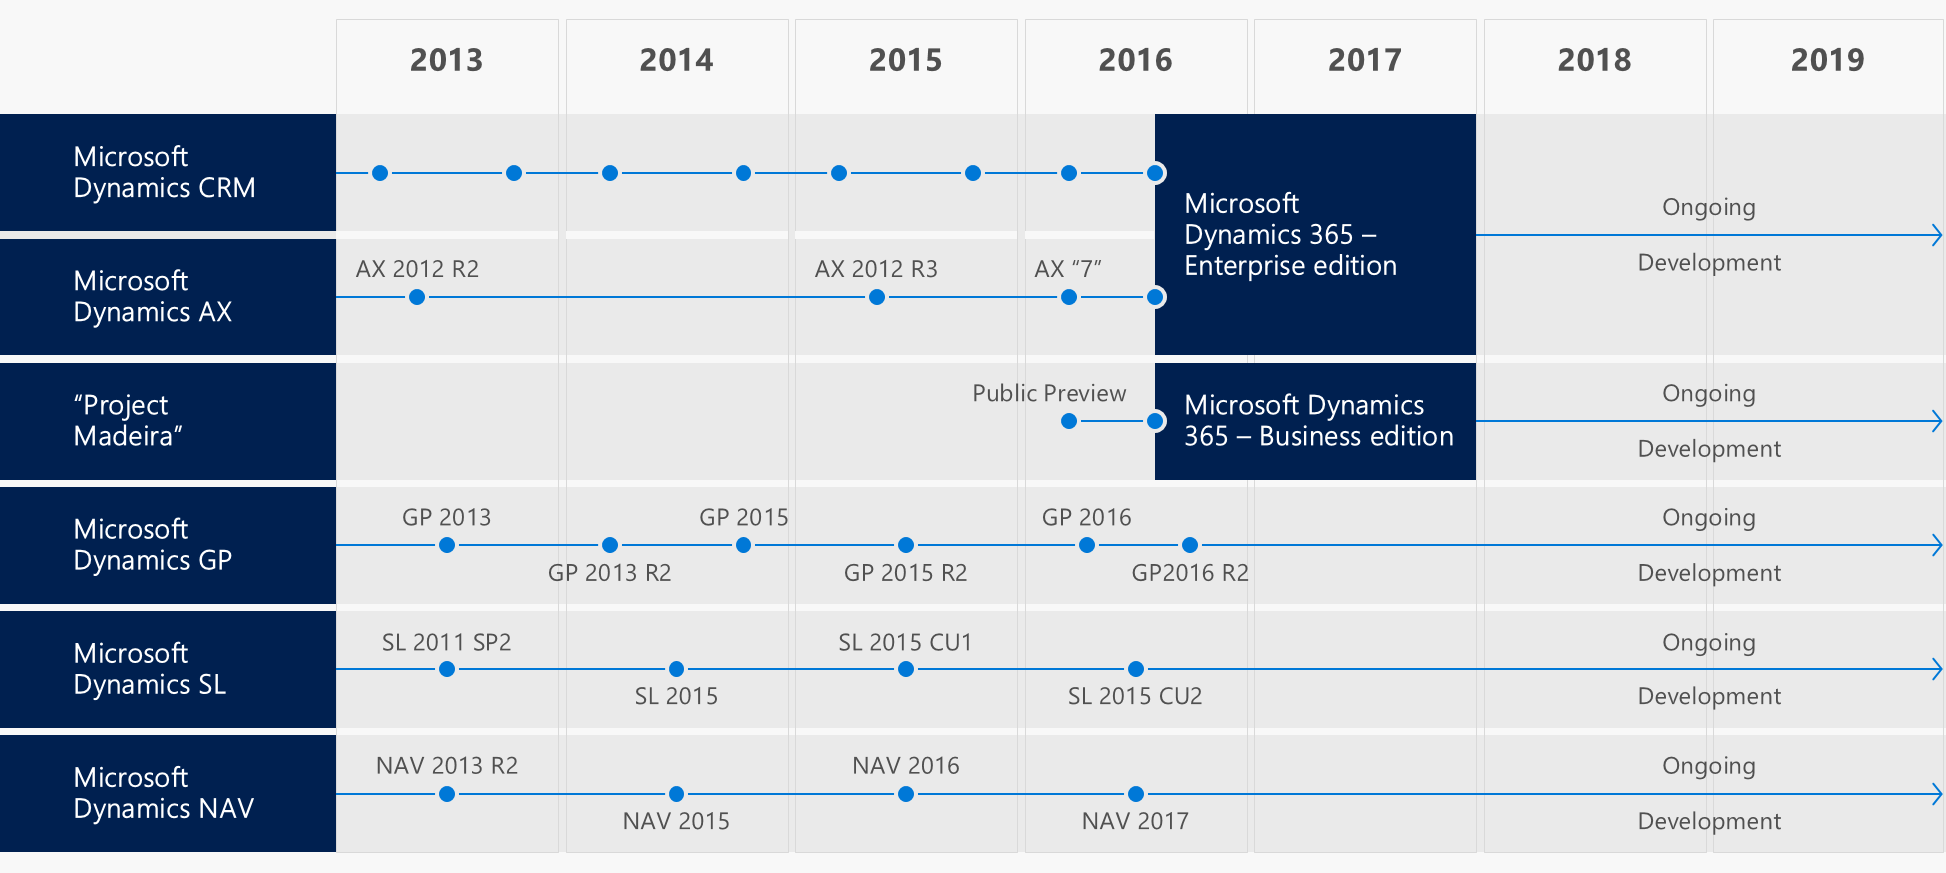 2013 2014 2015 2016 2017 2018 2019
Microsoft
Dynamics CRM
Microsoft
Dynamics 365 –
Enterprise edition
Ongoing
Development
Microsoft
Dynamics AX
AX 2012 R2 AX 2012 R3 AX “7”
“Project
Madeira”
Public Preview
Microsoft Dynamics
365 – Business edition
Ongoing
Development
Microsoft
Dynamics GP
GP 2013 GP 2015 GP 2016 Ongoing
GP 2013 R2 GP 2015 R2 GP2016 R2 Development
Microsoft
Dynamics SL
SL 2011 SP2 SL 2015 CU1 Ongoing
SL 2015 SL 2015 CU2 Development
Microsoft
Dynamics NAV
NAV 2013 R2 NAV 2016 Ongoing
NAV 2015 NAV 2017 Development